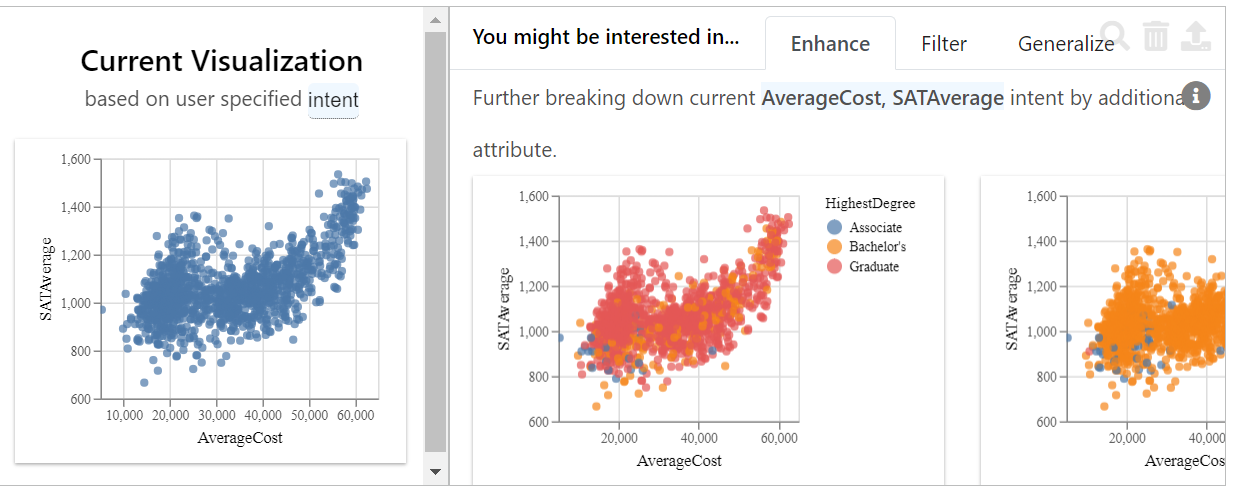 Current Visualization
based on user specified intent
1,600
1,400
1,200
1,000
800
600
SATAverage
10,000 20,000 30,000 40,000 50,000 60,000
AverageCost
You might be interested in...
Enhance
Filter
Generalize
Further breaking down current AverageCost, SATAverage intent by additiona
attribute.
1,600
1,400
1,200
1,000
800
600
SATAverage
20,000 40,000 60,000
AverageCost
HighestDegree
Associate
Bachelor's
Graduate
1,600
1,400
1,200
1,000
800
600
SATAverage
20,000 40,000
AverageCos